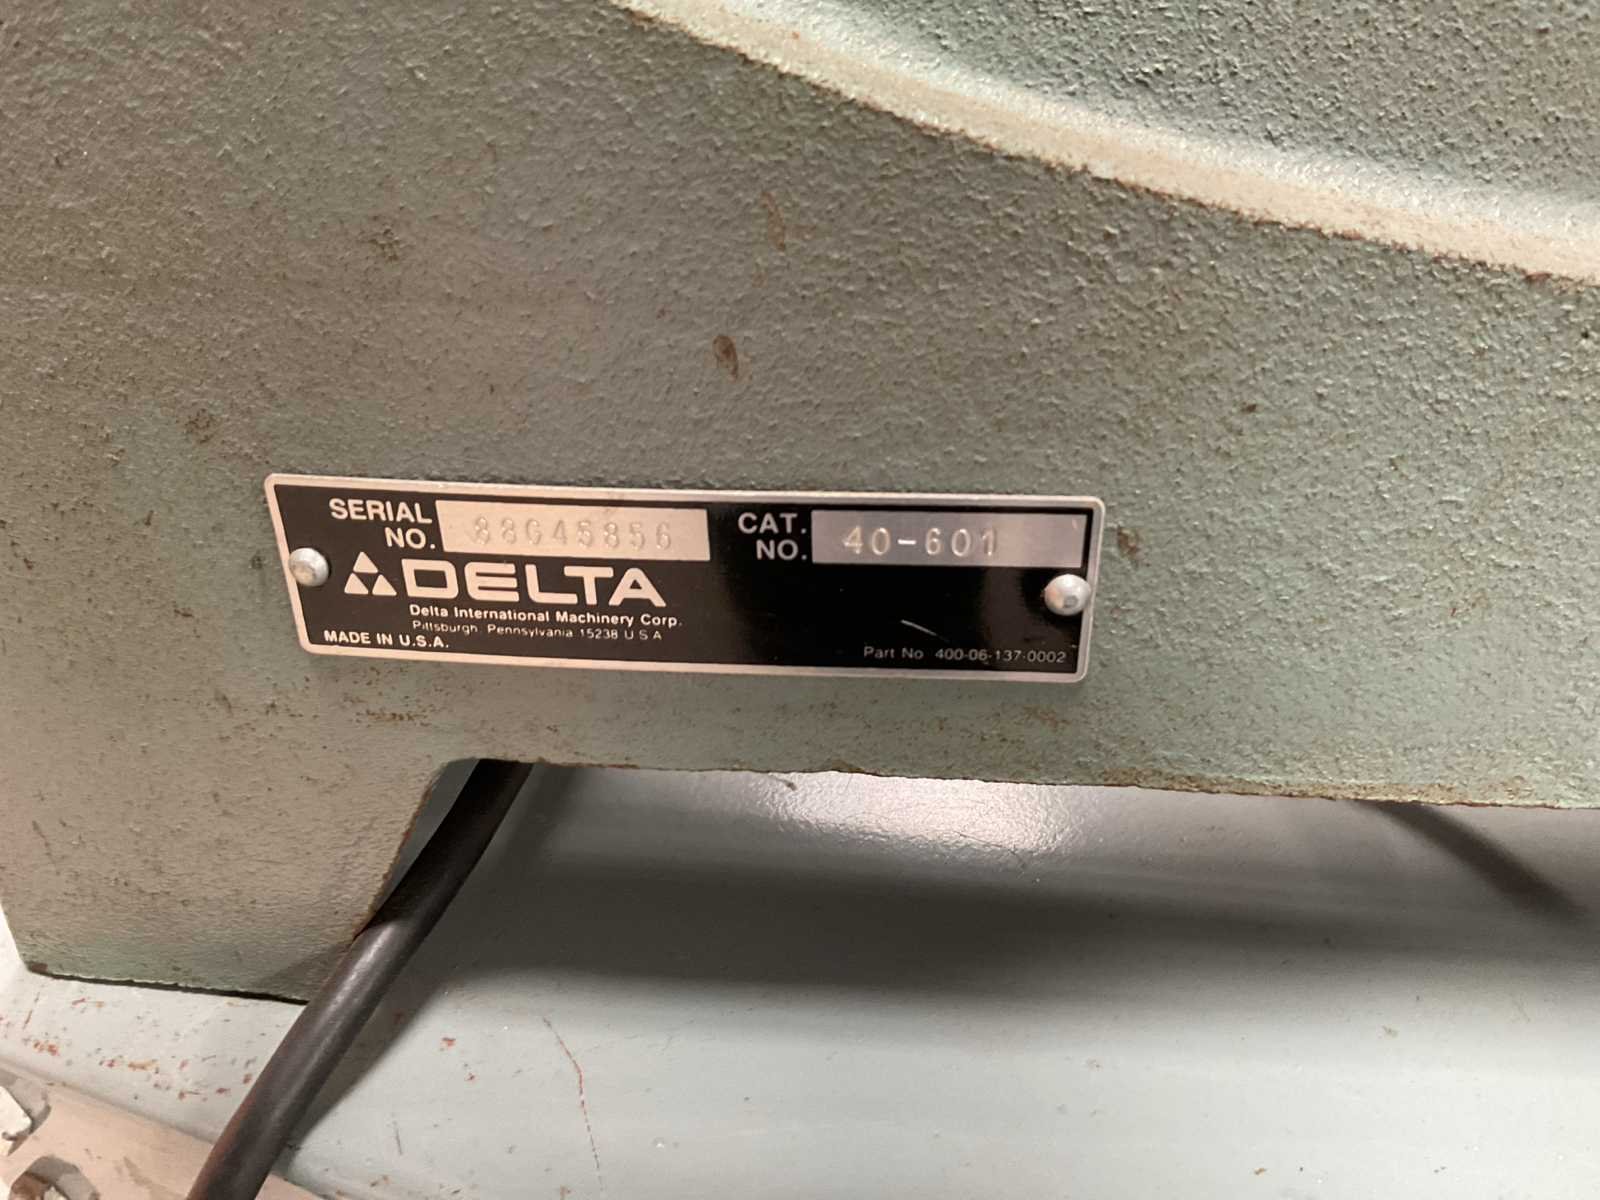 SERIAL NO. 88G45856
CAT. NO. 40-601
DELTA
Delta International Machinery Corp.
Pittsburgh, Pennsylvania 15238 U S A
MADE IN U.S.A.
Part No 400-06-137-0002